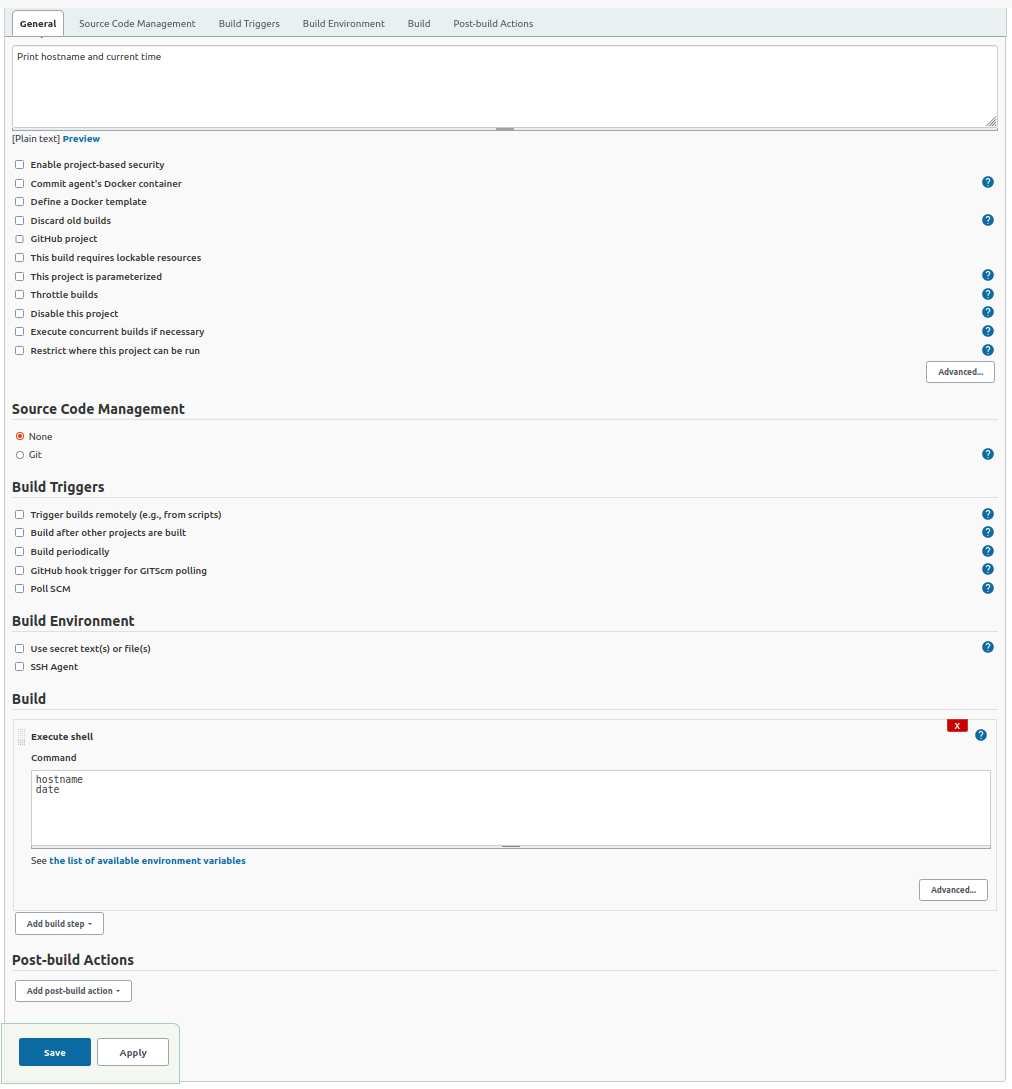 General Source Code Management Build Triggers Build Environment Build Post-build Actions
Print hostname and current time
[Plain text] Preview
Enable project-based security
Commit agent's Docker container
Define a Docker template
Discard old builds
GitHub project
This build requires lockable resources
This project is parameterized
Throttle builds
Disable this project
Execute concurrent builds if necessary
Restrict where this project can be run
Advanced...
Source Code Management
None
Git
Build Triggers
Trigger builds remotely (e.g., from scripts)
Build after other projects are built
Build periodically
GitHub hook trigger for GITScm polling
Poll SCM
Build Environment
Use secret text(s) or file(s)
SSH Agent
Build
X
Execute shell
Command
hostname
date
See the list of available environment variables
Advanced...
Add build step
Post-build Actions
Add post-build action
Save Apply